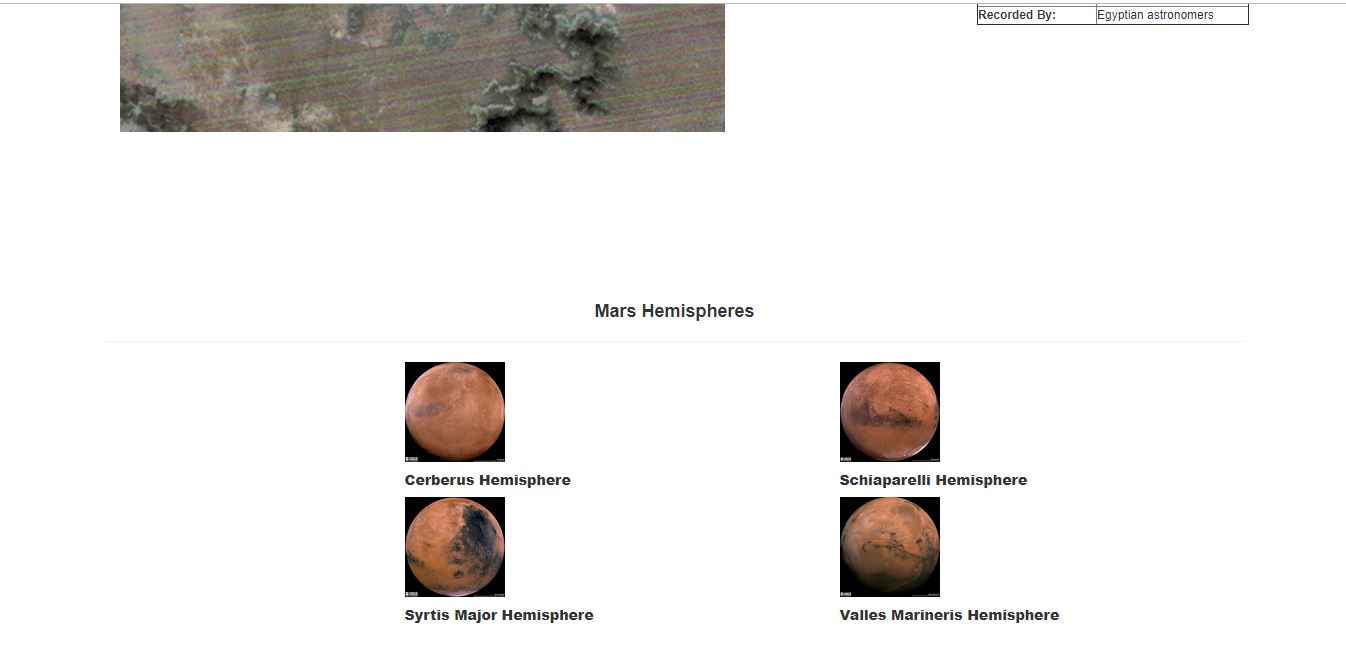 Recorded By: Egyptian astronomers
Mars Hemispheres
Cerberus Hemisphere
Schiaparelli Hemisphere
Syrtis Major Hemisphere
Valles Marineris Hemisphere